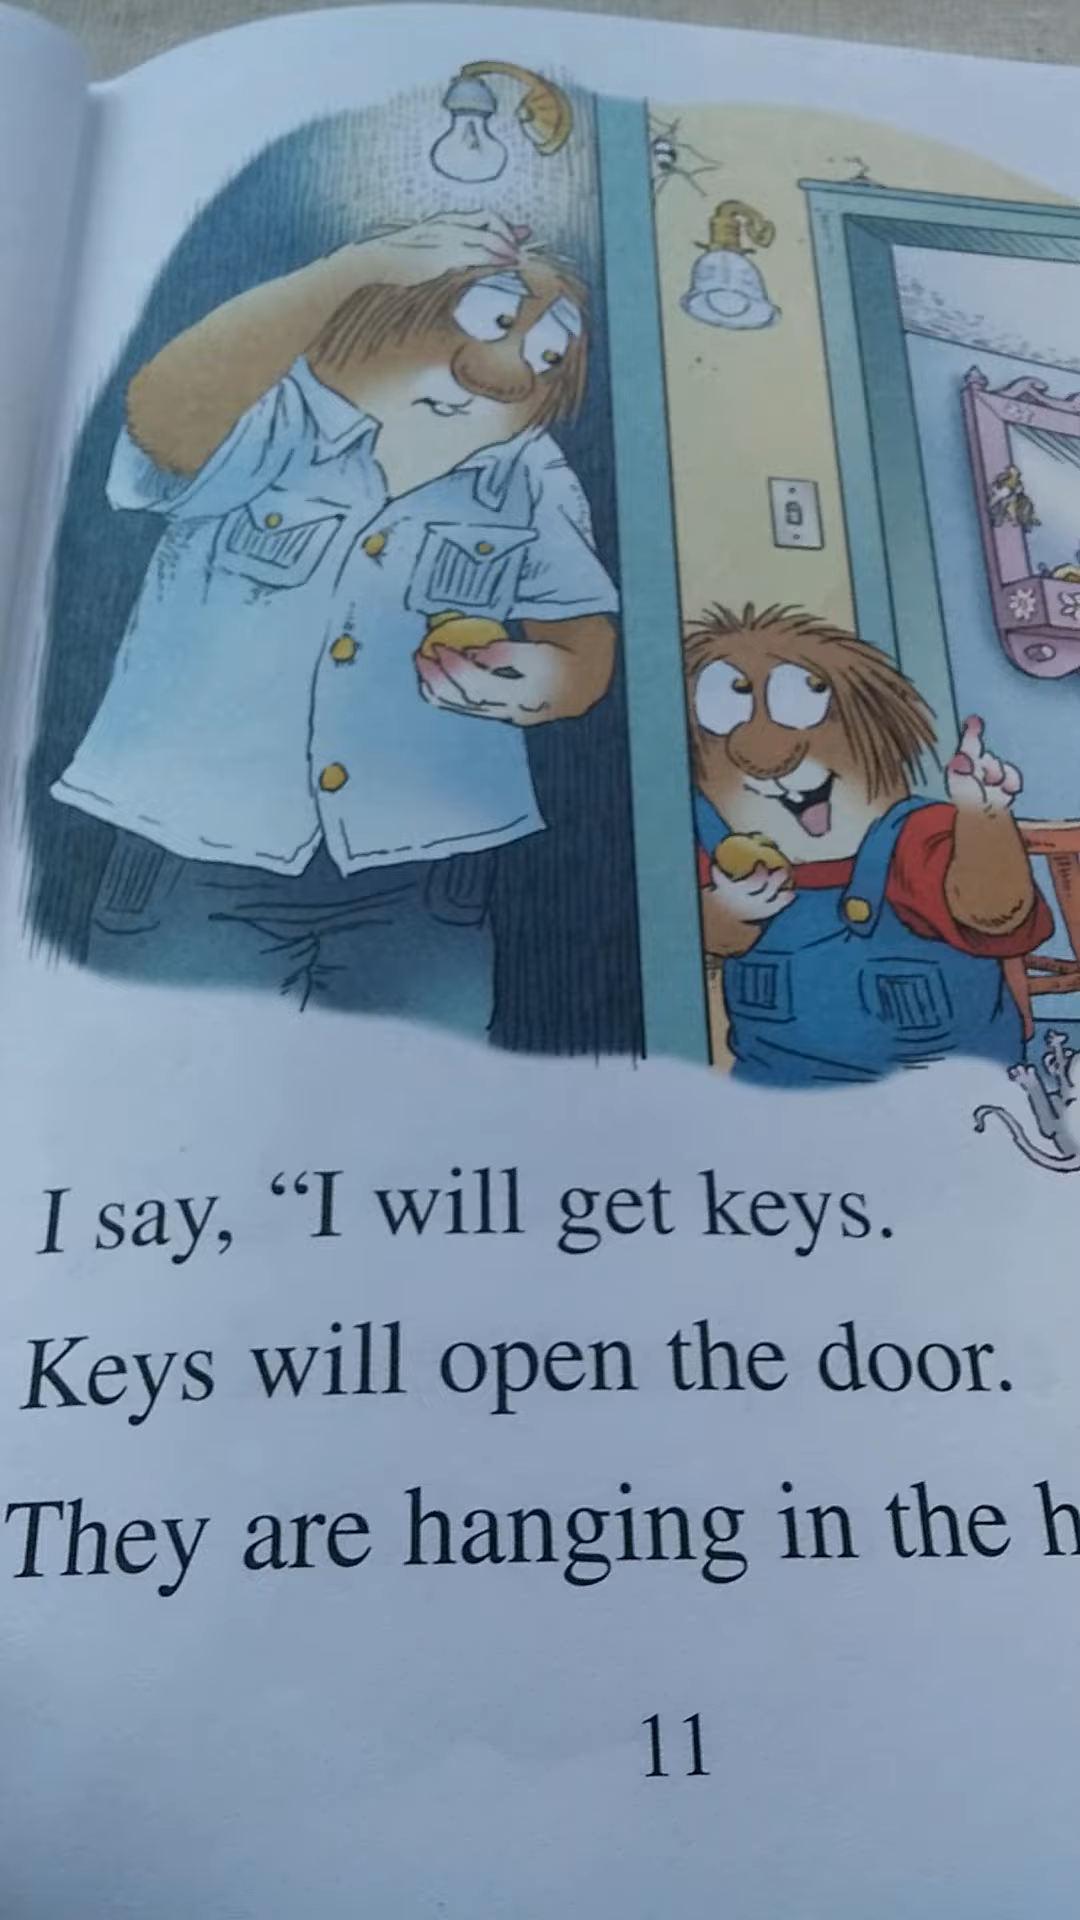 I say, “I will get keys.
Keys will open the door.
They are hanging in the
11